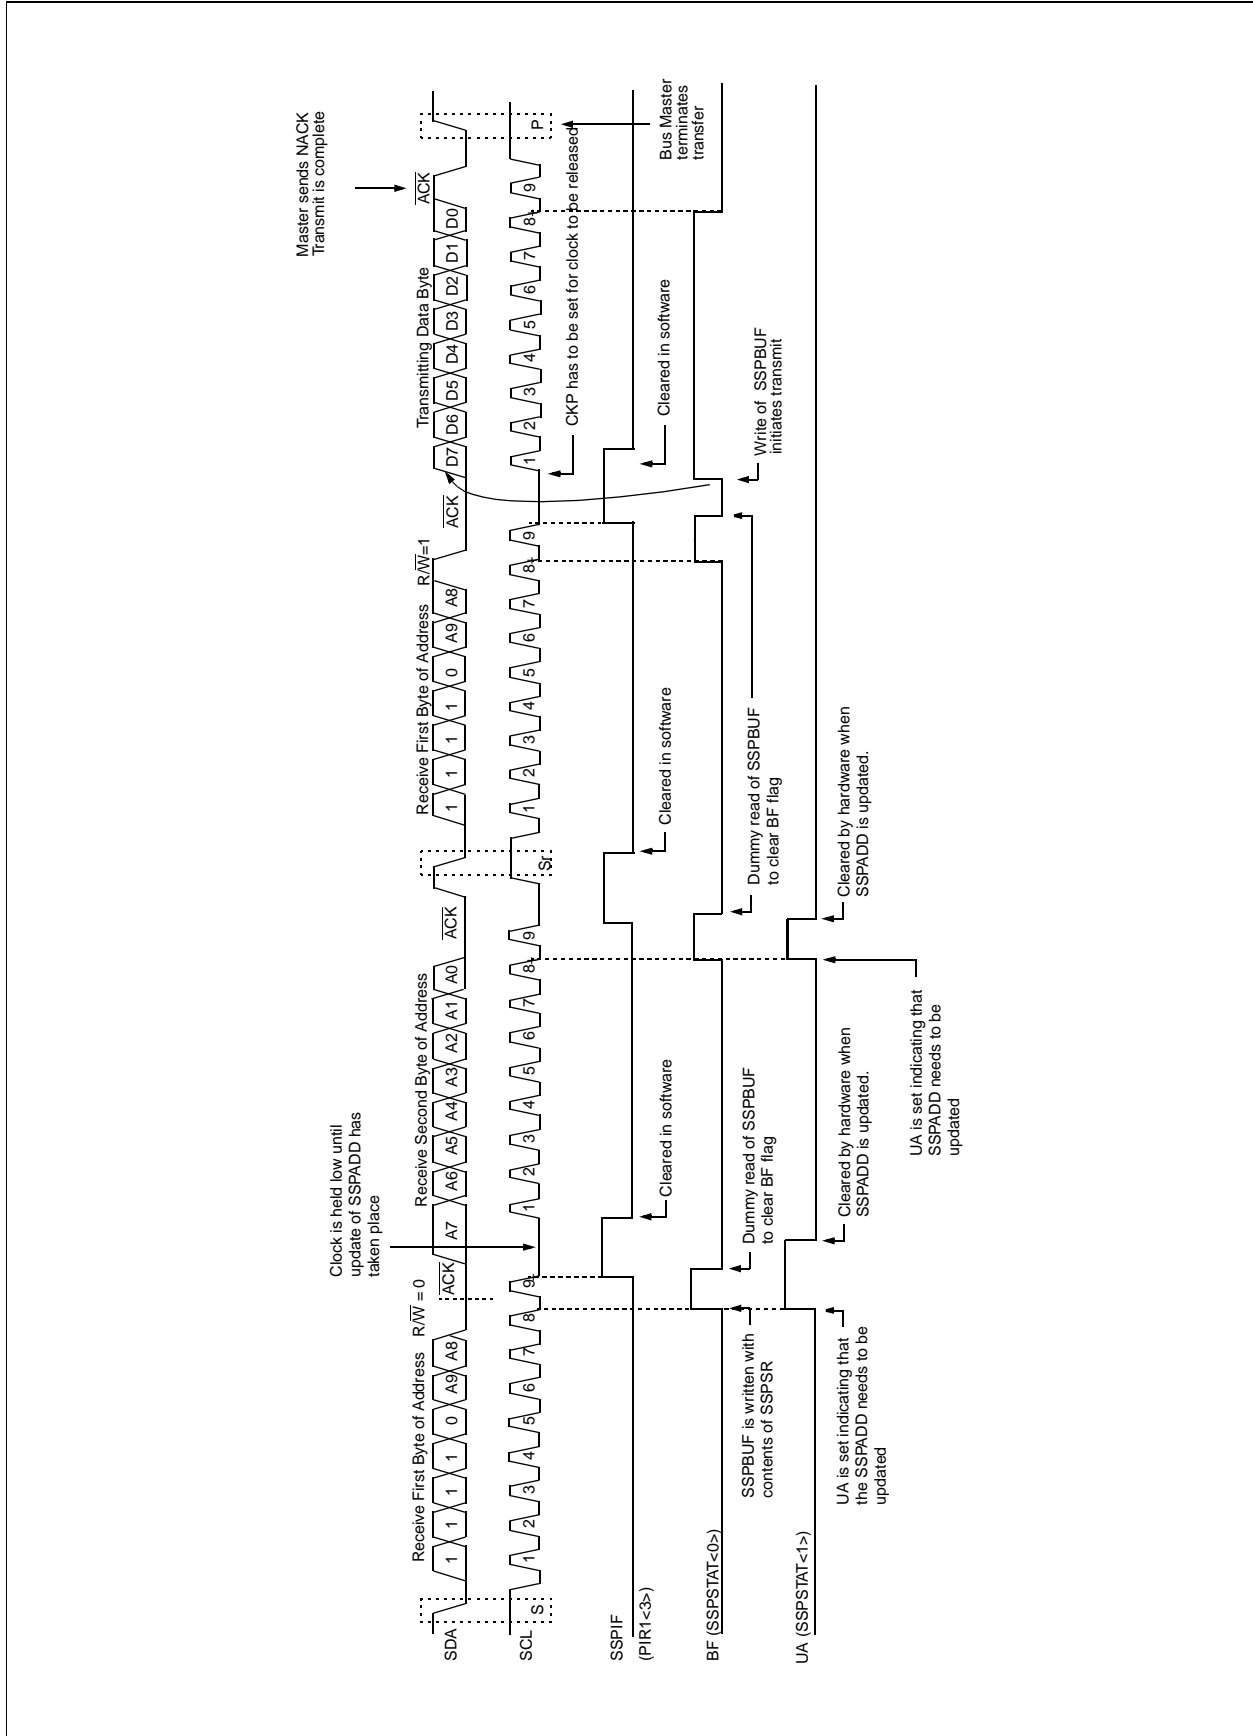 Master sends NACK
Transmit is complete
Clock is held low until
update of SSPADD has
taken place
Receive First Byte of Address R/W = 0
Receive Second Byte of Address
Receive First Byte of Address R/W=1
Transmitting Data Byte
ACK
ACK
ACK
ACK
SDA
1 1 1 1 0 A9 A8
A7 A6 A5 A4 A3 A2 A1 A0
1 1 1 1 0 A9 A8
D7 D6 D5 D4 D3 D2 D1 D0
SCL
S
1 2 3 4 5 6 7 8 9
1 2 3 4 5 6 7 8 9
Sr
1 2 3 4 5 6 7 8 9
1 2 3 4 5 6 7 8 9
P
CKP has to be set for clock to be released
Bus Master
terminates
transfer
SSPIF
(PIR1<3>)
Cleared in software
Cleared in software
Cleared in software
BF (SSPSTAT<0>)
SSPBUF is written with
contents of SSPSR
Dummy read of SSPBUF
to clear BF flag
Dummy read of SSPBUF
to clear BF flag
Write of SSPBUF
initiates transmit
UA (SSPSTAT<1>)
UA is set indicating that
the SSPADD needs to be
updated
Cleared by hardware when
SSPADD is updated.
UA is set indicating that
SSPADD needs to be
updated
Cleared by hardware when
SSPADD is updated.